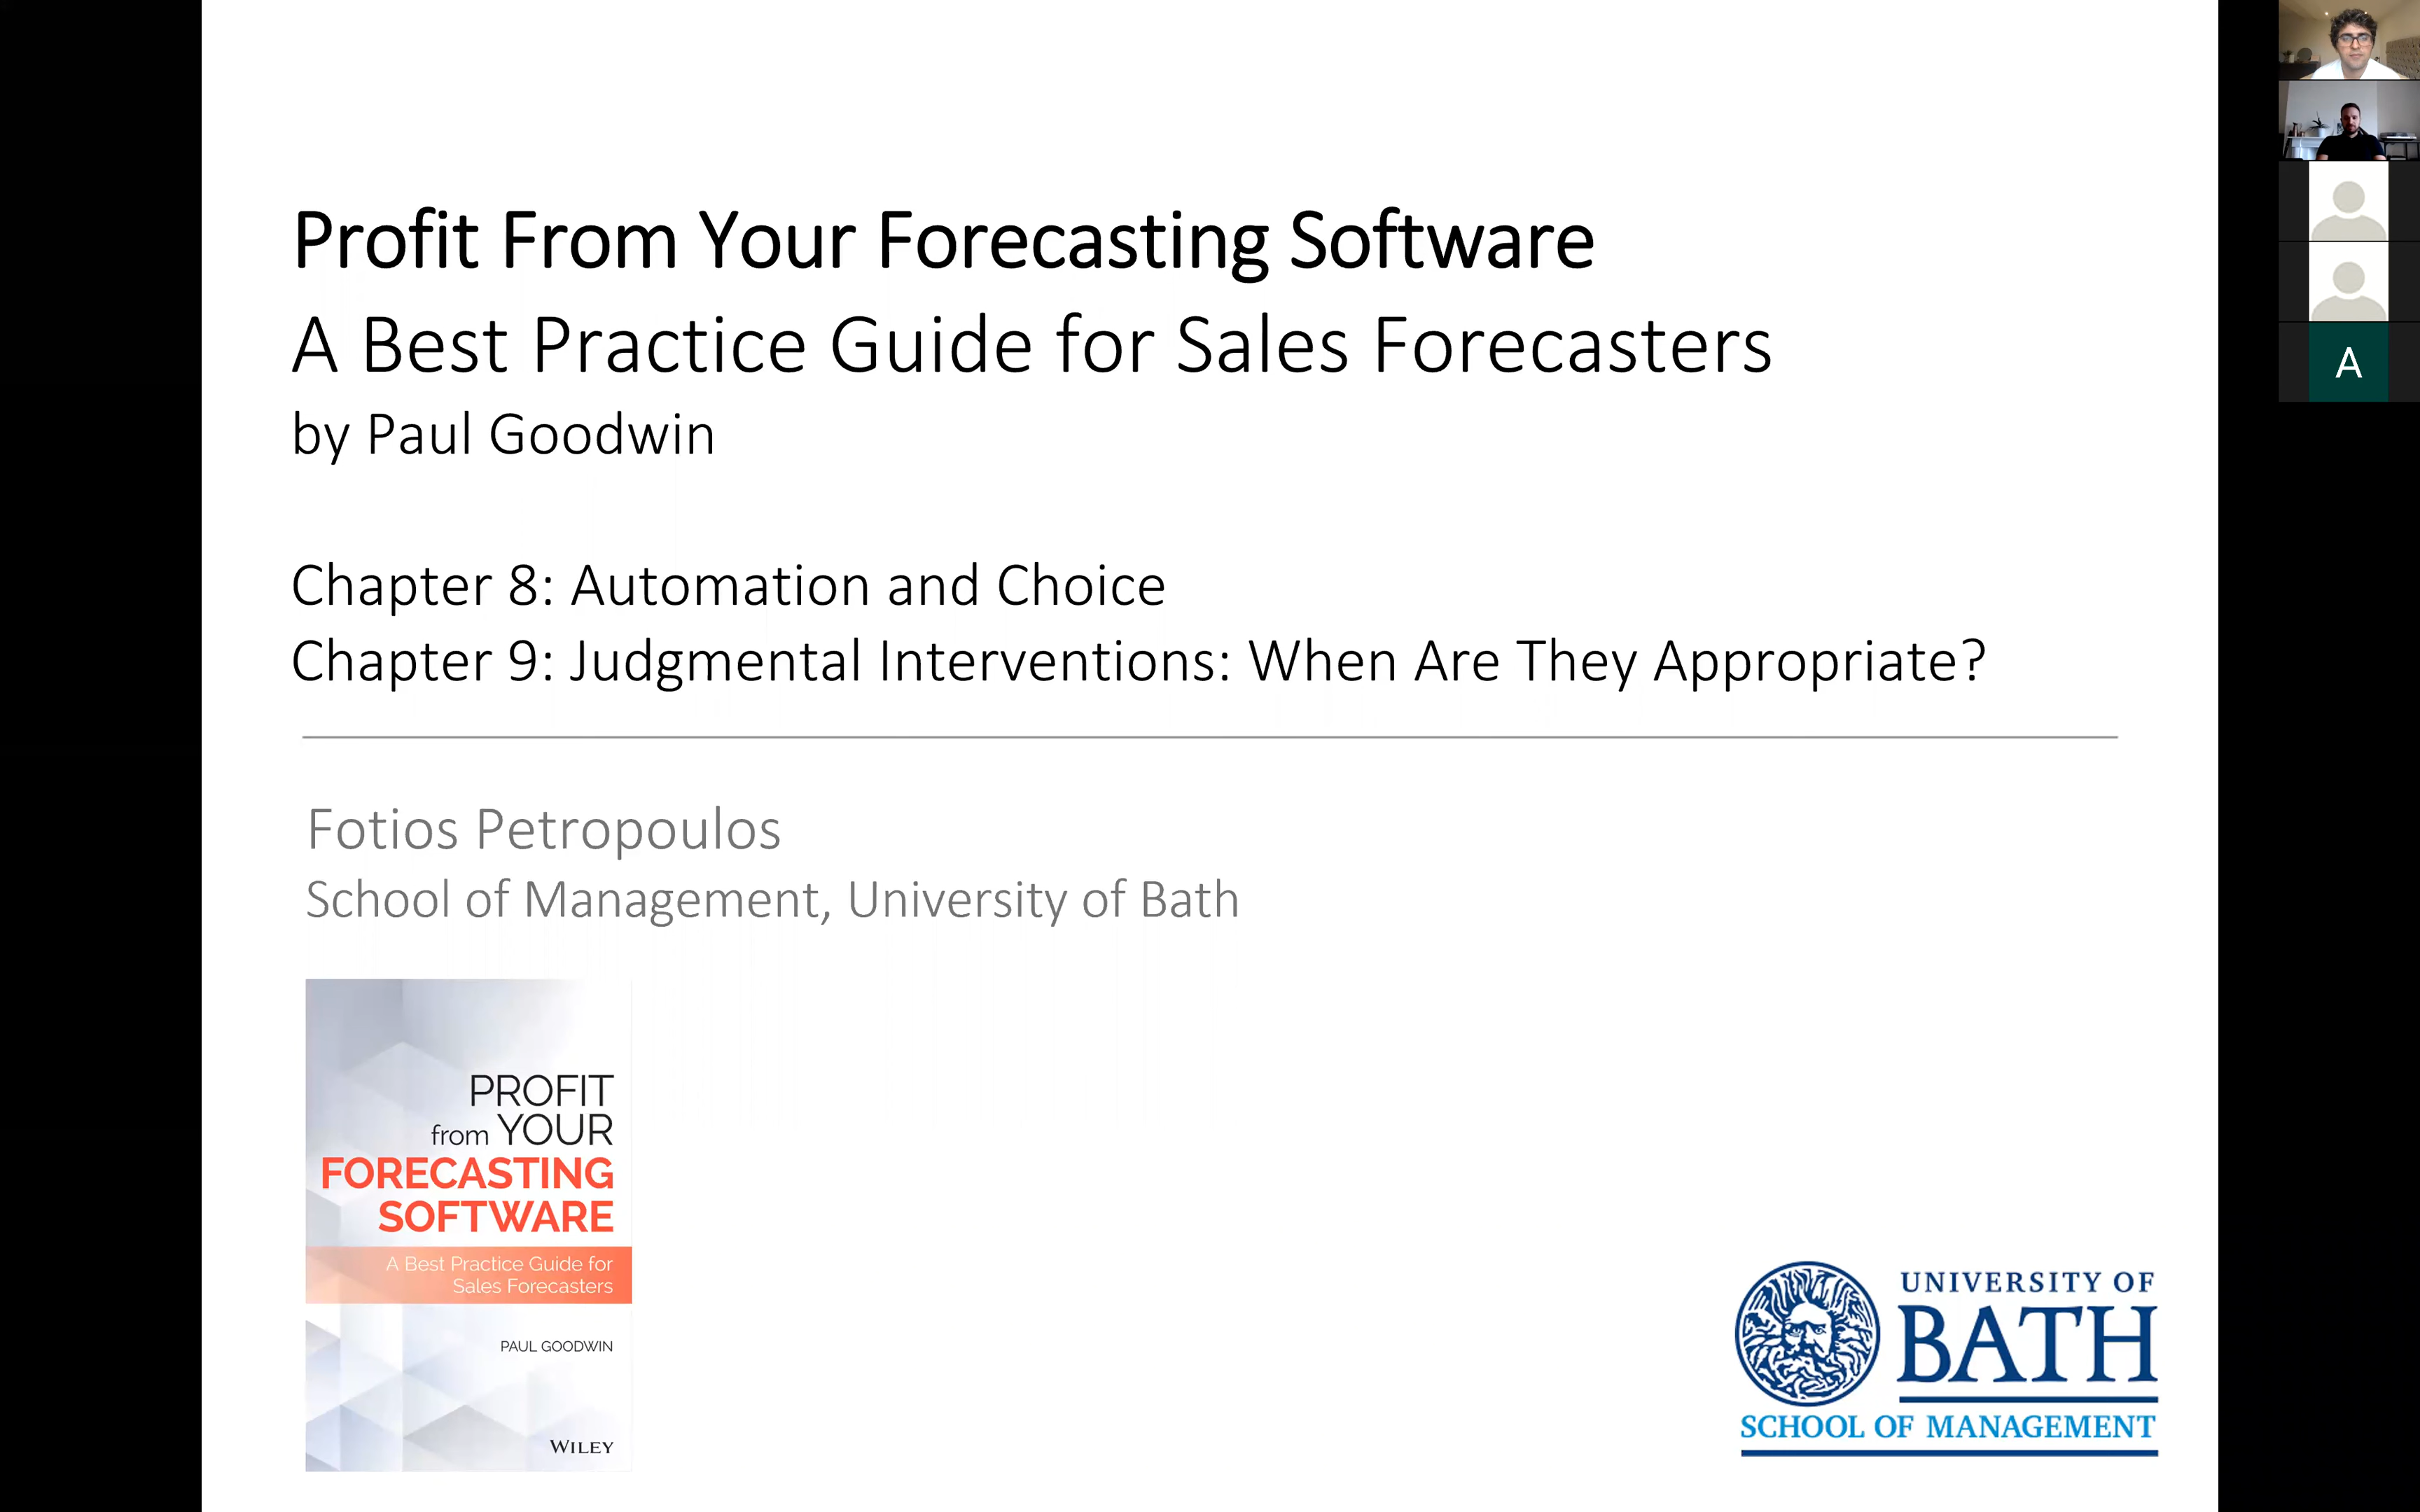 Profit From Your Forecasting Software
A Best Practice Guide for Sales Forecasters
by Paul Goodwin
Chapter 8: Automation and Choice
Chapter 9: Judgmental Interventions: When Are They Appropriate?
Fotios Petropoulos
School of Management, University of Bath
PROFIT
from YOUR
FORECASTING
SOFTWARE
A Best Practice Guide for
Sales Forecasters
PAUL GOODWIN
WILEY
UNIVERSITY OF
BATH
SCHOOL OF MANAGEMENT
A